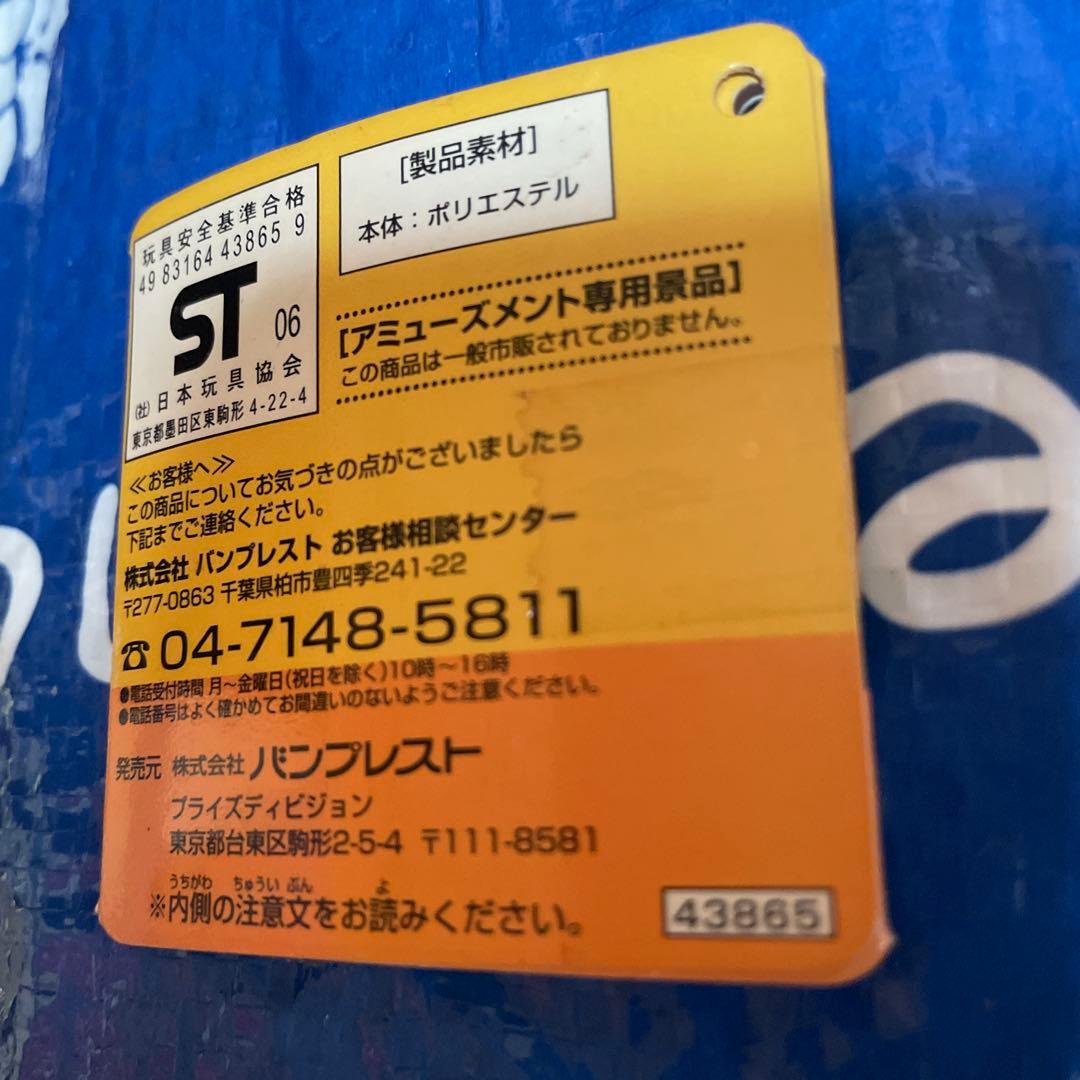 玩具安全基準合格
49 83164 43865 9
ST 06
(社)日本玩具協会
東京都墨田区東駒形4-22-4
[製品素材]
本体：ポリエステル
[アミューズメント専用景品]
この商品は一般市販されておりません。
≪お客様へ≫
この商品についてお気づきの点がございましたら
下記までご連絡ください。
株式会社 バンプレスト お客様相談センター
〒277-0863 千葉県柏市豊四季241-22
☎04-7148-5811
●電話受付時間 月～金曜日(祝日を除く)10時～16時
●電話番号はよく確かめてお間違いのないようご注意ください。
発売元 株式会社 バンプレスト
プライズディビジョン
東京都台東区駒形2-5-4 〒111-8581
うちがわ ちゅうい ぶん よ
※内側の注意文をお読みください。
43865